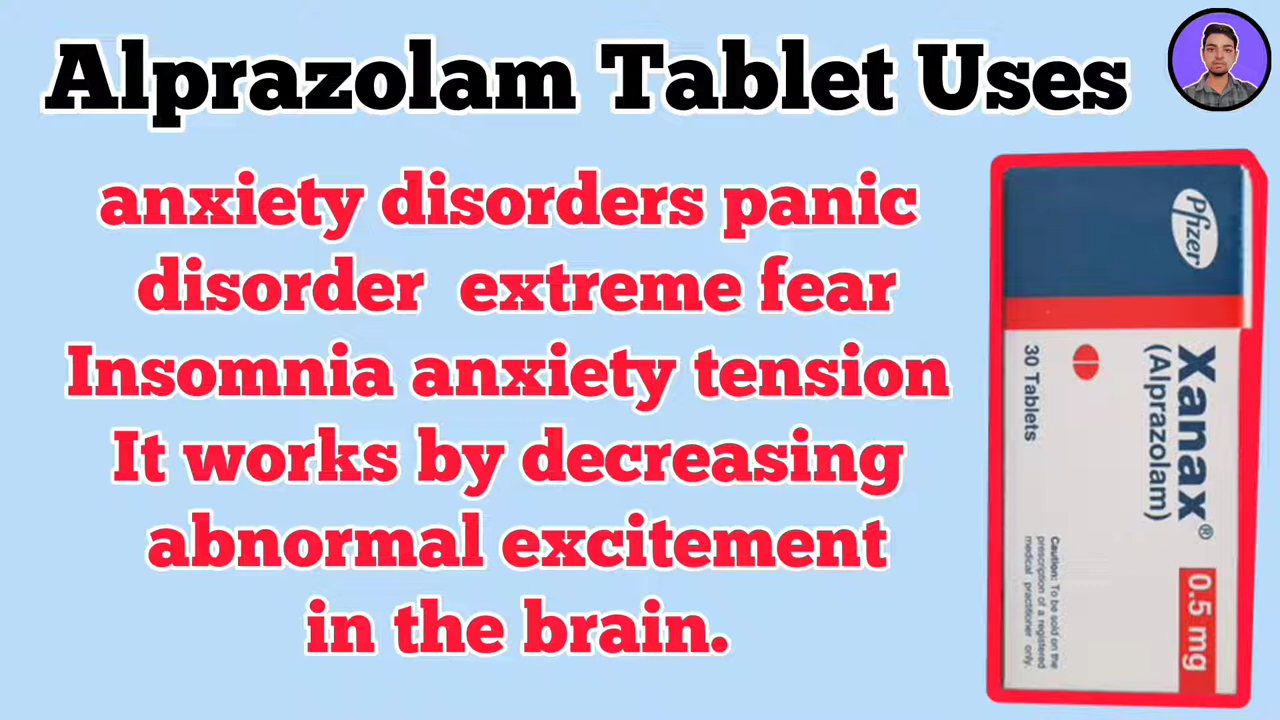 Alprazolam Tablet Uses
anxiety disorders panic
disorder extreme fear
Insomnia anxiety tension
It works by decreasing
abnormal excitement
in the brain.
Pfizer
Xanax®
(Alprazolam)
0.5 mg
30 Tablets
Caution: To be sold on the
prescription of a registered
medical practitioner only.